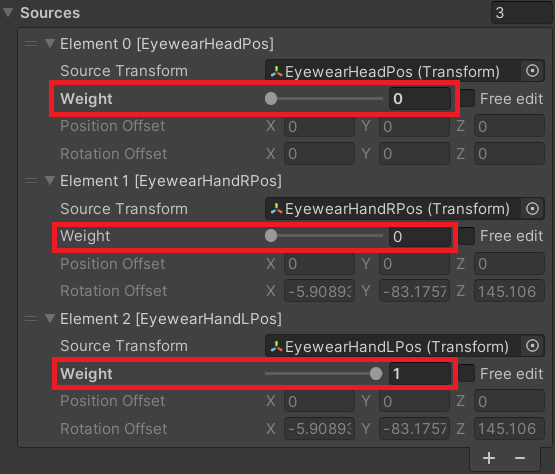 Sources 3
Element 0 [EyewearHeadPos]
Source Transform EyewearHeadPos (Transform)
Weight 0 Free edit
Position Offset X 0 Y 0 Z 0
Rotation Offset X 0 Y 0 Z 0
Element 1 [EyewearHandRPos]
Source Transform EyewearHandRPos (Transform)
Weight 0 Free edit
Position Offset X 0 Y 0 Z 0
Rotation Offset X -5.9089 Y -83.1757 Z 145.106
Element 2 [EyewearHandLPos]
Source Transform EyewearHandLPos (Transform)
Weight 1 Free edit
Position Offset X 0 Y 0 Z 0
Rotation Offset X -5.9089 Y -83.1757 Z 145.106
+ −